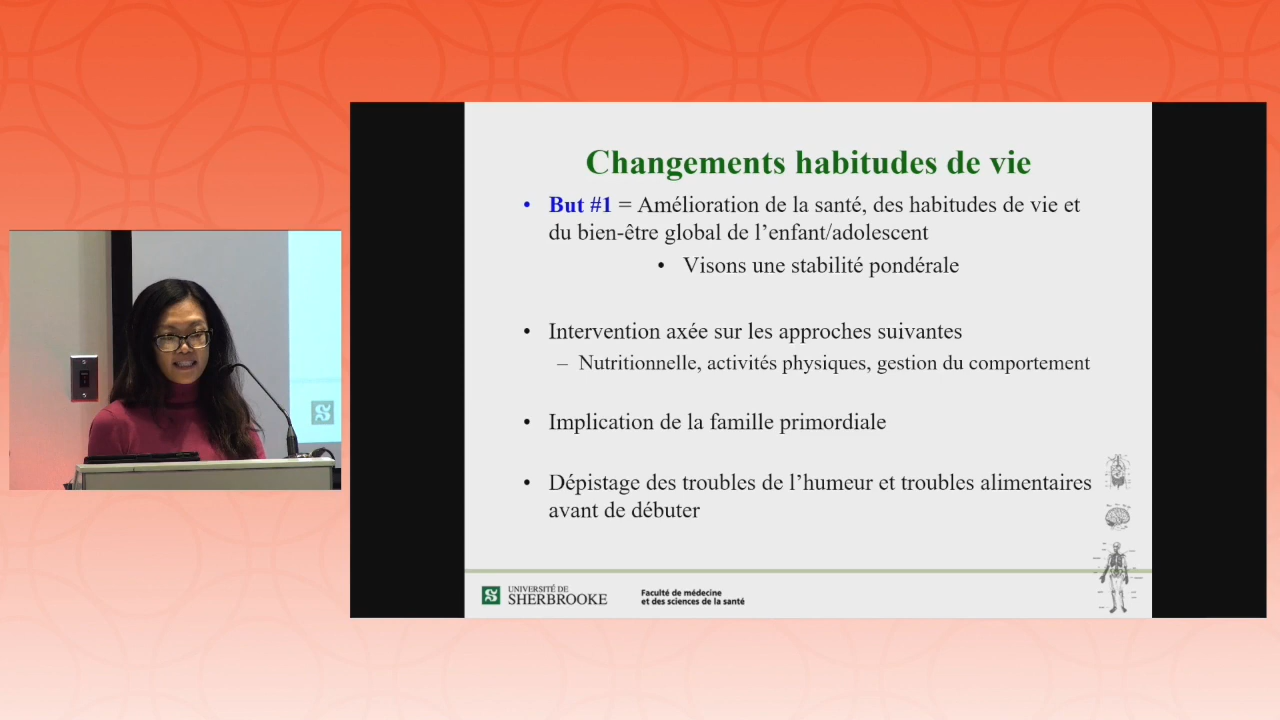 Changements habitudes de vie
• But #1 = Amélioration de la santé, des habitudes de vie et
du bien-être global de l’enfant/adolescent
• Visons une stabilité pondérale
• Intervention axée sur les approches suivantes
– Nutritionnelle, activités physiques, gestion du comportement
• Implication de la famille primordiale
• Dépistage des troubles de l’humeur et troubles alimentaires
avant de débuter
UNIVERSITÉ DE
SHERBROOKE
Faculté de médecine
et des sciences de la santé